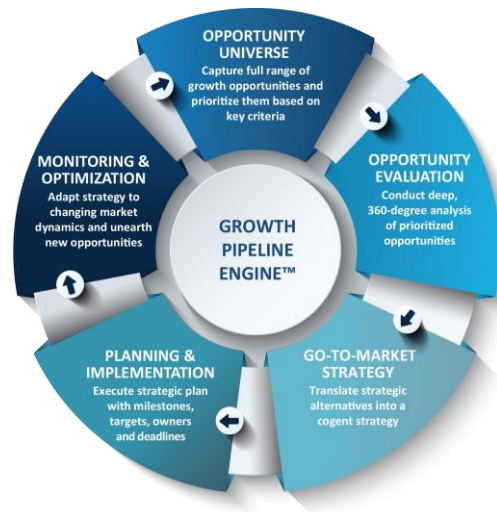 OPPORTUNITY
UNIVERSE
Capture full range of
growth opportunities and
prioritize them based on
key criteria
OPPORTUNITY
EVALUATION
Conduct deep,
360-degree analysis
of prioritized
opportunities
GO-TO-MARKET
STRATEGY
Translate strategic
alternatives into a
cogent strategy
PLANNING &
IMPLEMENTATION
Execute strategic plan
with milestones,
targets, owners
and deadlines
MONITORING &
OPTIMIZATION
Adapt strategy to
changing market
dynamics and unearth
new opportunities
GROWTH
PIPELINE
ENGINE™